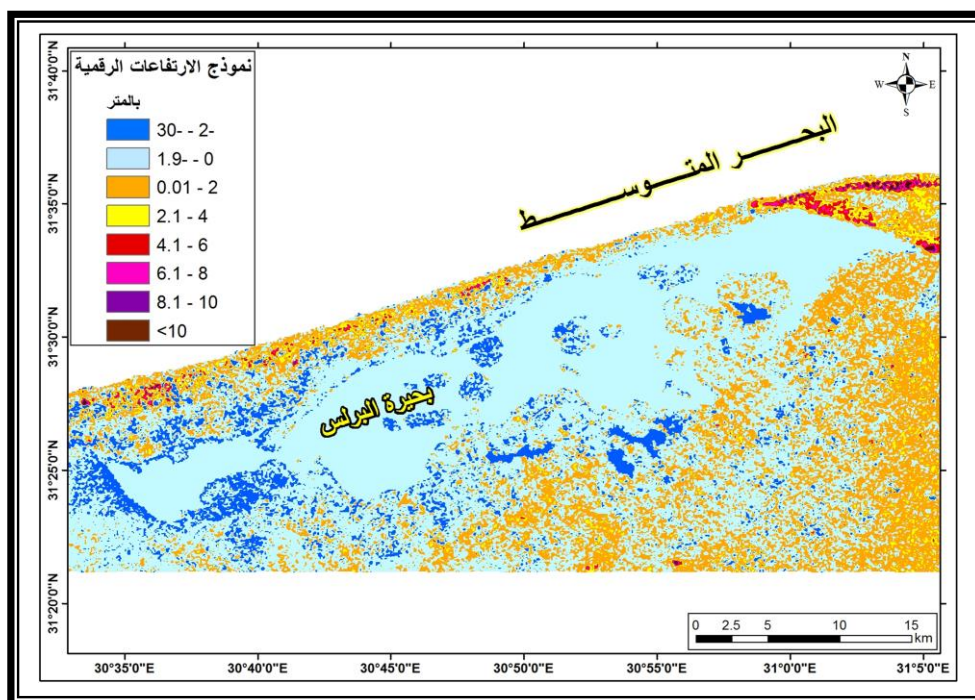 نموذج الارتفاعات الرقمية
بالمتر
30- - 2-
1.9- - 0
0.01 - 2
2.1 - 4
4.1 - 6
6.1 - 8
8.1 - 10
<10
N
W E
S
البحـــر المتـوســـــط
بحيرة البرلس
31°40'0"N
31°35'0"N
31°30'0"N
31°25'0"N
31°20'0"N
0 2.5 5 10 15
km
30°35'0"E 30°40'0"E 30°45'0"E 30°50'0"E 30°55'0"E 31°0'0"E 31°5'0"E